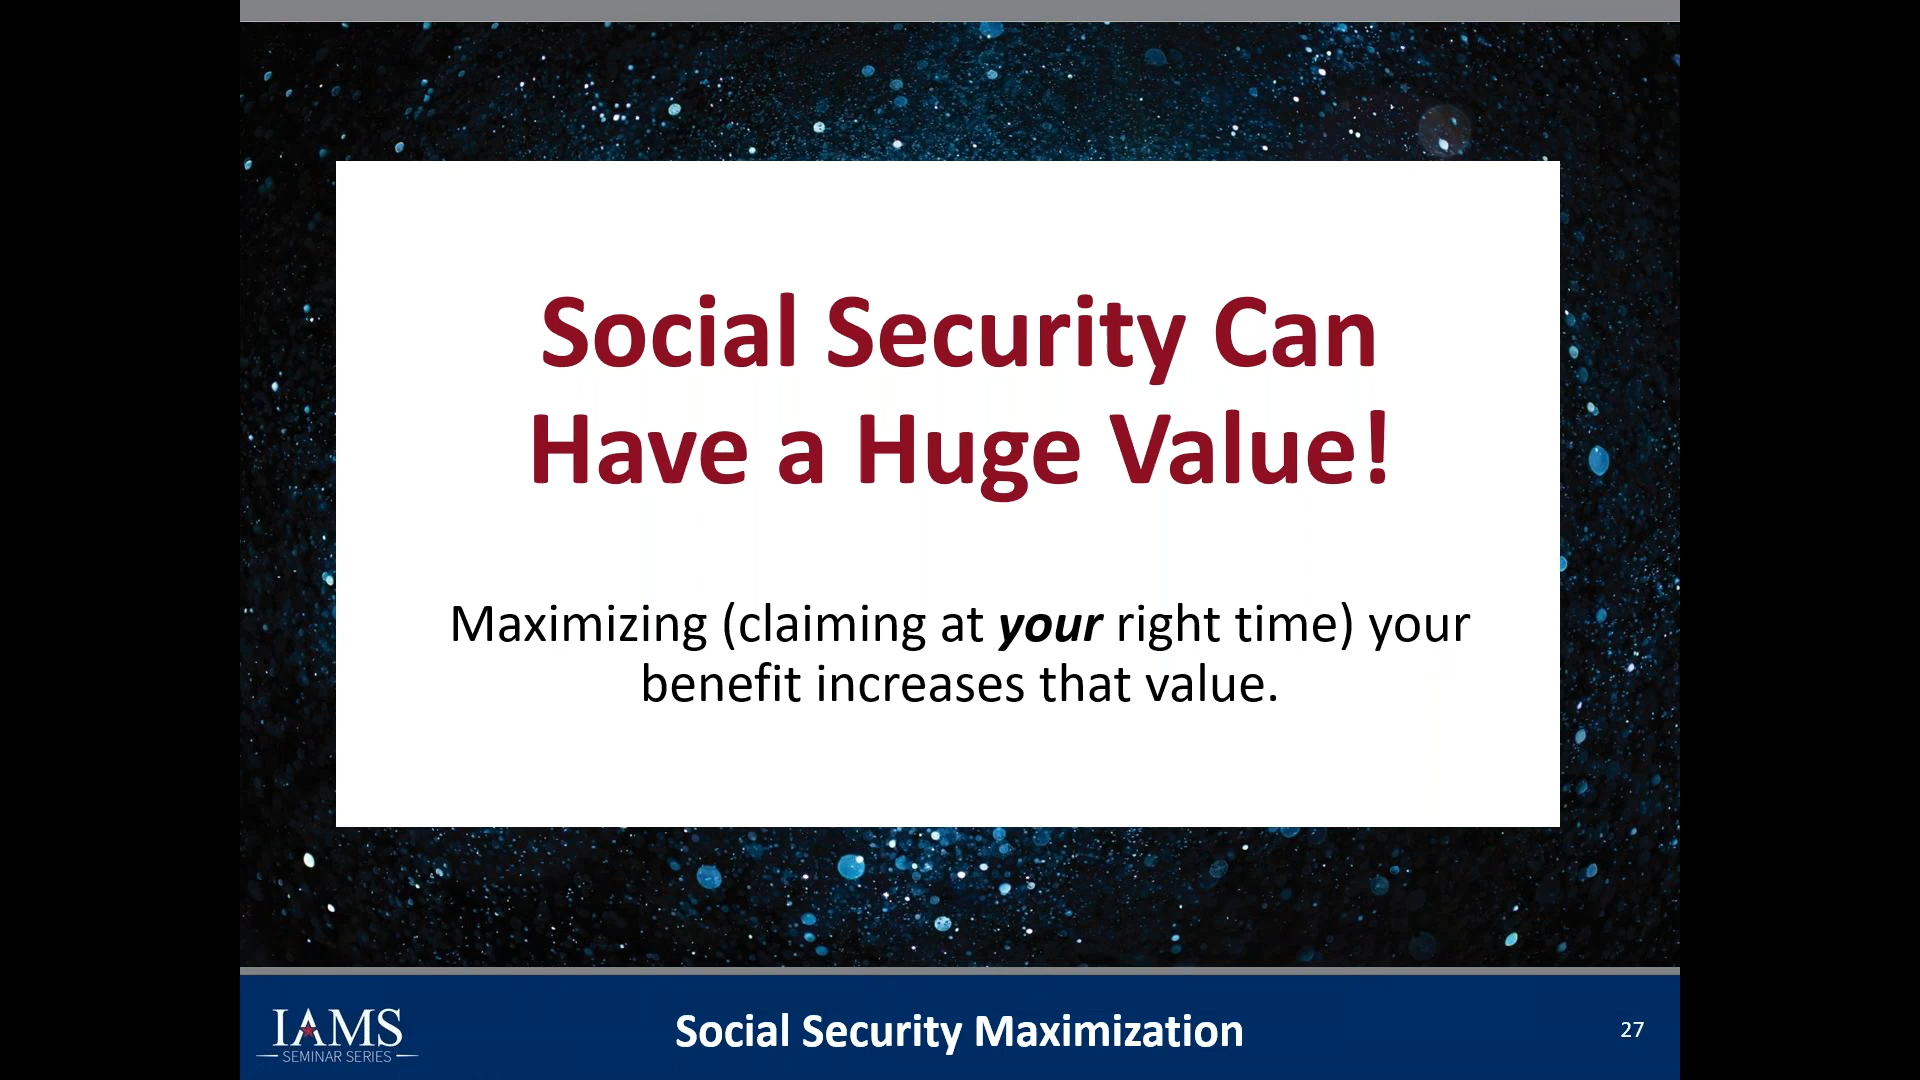 Social Security Can
Have a Huge Value!
Maximizing (claiming at your right time) your
benefit increases that value.
IAMS
SEMINAR SERIES
Social Security Maximization
27